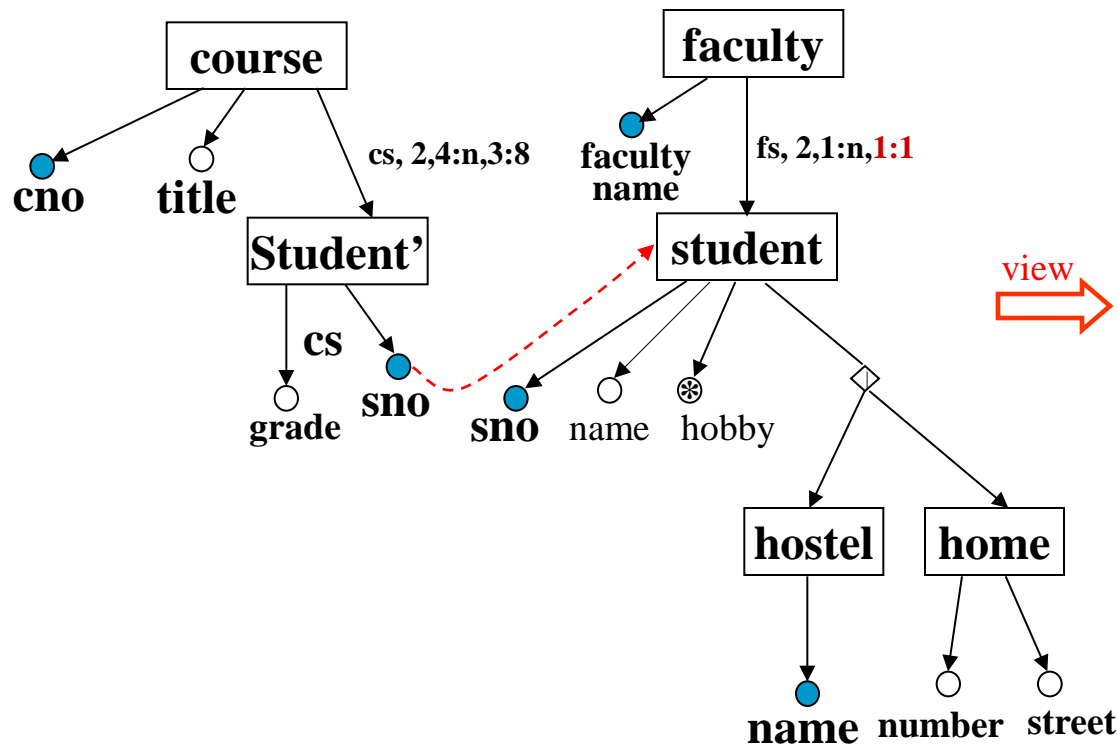 course
faculty
cno
title
cs, 2,4:n,3:8
faculty
name
fs, 2,1:n,1:1
Student’
student
view
cs
grade
sno
sno
name
hobby
hostel
home
name
number
street